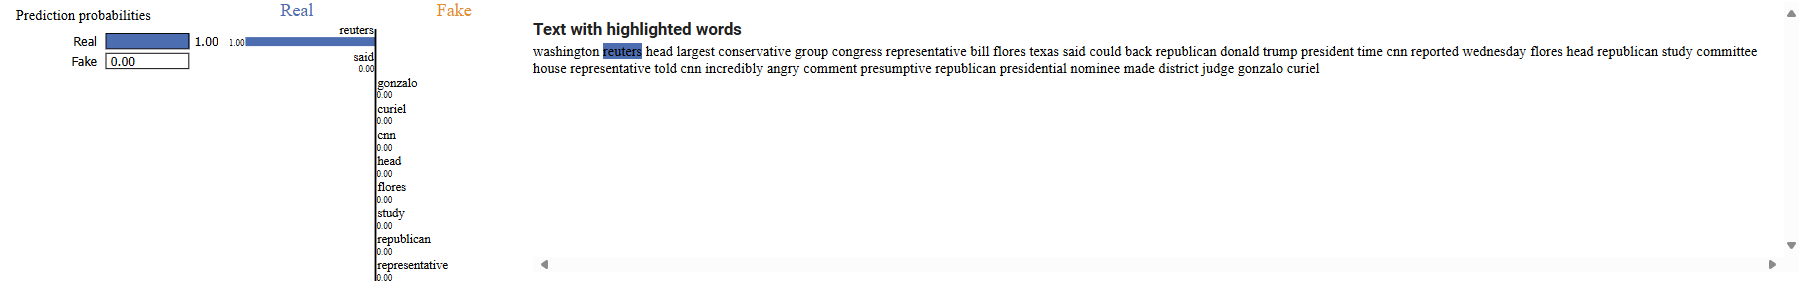 Prediction probabilities
Real 1.00
Fake 0.00
Real Fake
reuters
1.00
said
0.00
gonzalo
0.00
curiel
0.00
cnn
0.00
head
0.00
flores
0.00
study
0.00
republican
0.00
representative
0.00
Text with highlighted words
washington reuters head largest conservative group congress representative bill flores texas said could back republican donald trump president time cnn reported wednesday flores head republican study committee
house representative told cnn incredibly angry comment presumptive republican presidential nominee made district judge gonzalo curiel